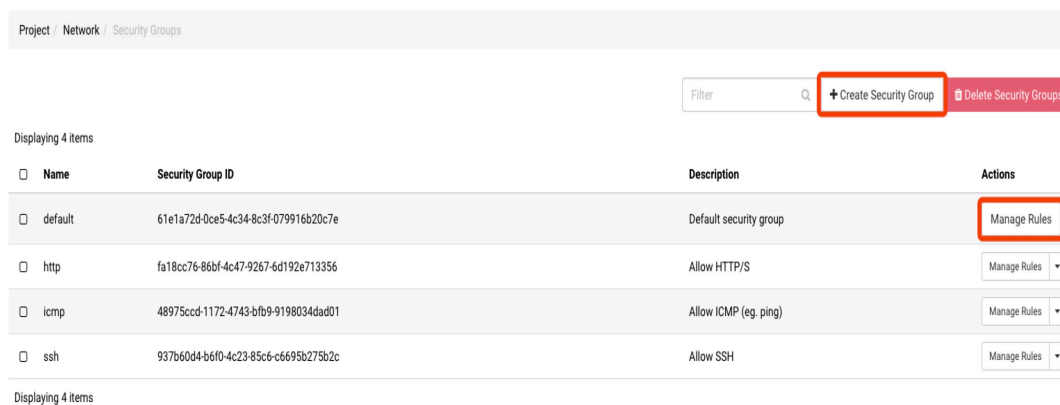 Project / Network / Security Groups
Filter + Create Security Group Delete Security Groups
Displaying 4 items
Name Security Group ID Description Actions
default 61e1a72d-0ce5-4c34-8c3f-079916b20c7e Default security group Manage Rules
http fa18cc76-86bf-4c47-9267-6d192e713356 Allow HTTP/S Manage Rules
icmp 48975ccd-1172-4743-bfb9-9198034dad01 Allow ICMP (eg. ping) Manage Rules
ssh 937b60d4-b6f0-4c23-85c6-c6695b275b2c Allow SSH Manage Rules
Displaying 4 items